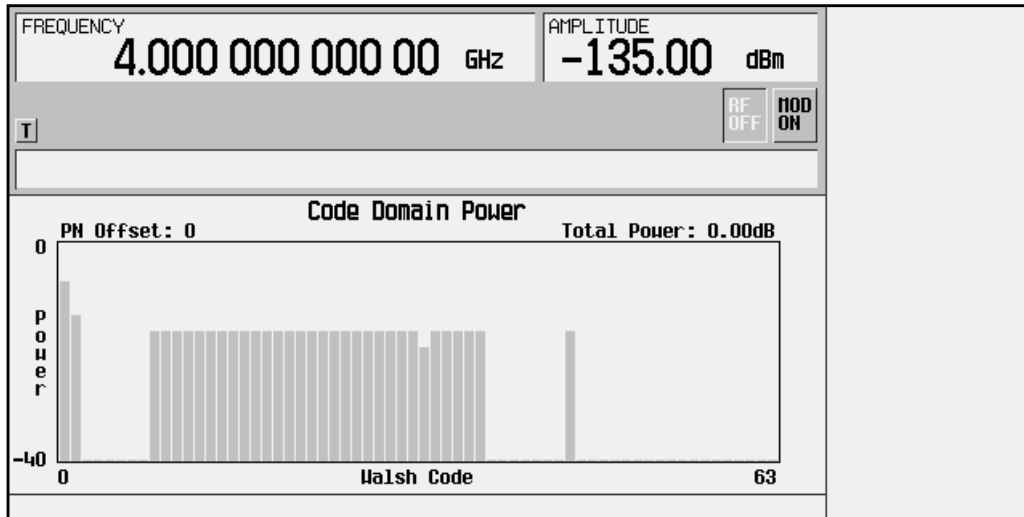 FREQUENCY
4.000 000 000 00 GHz
AMPLITUDE
-135.00 dBm
RF OFF
MOD ON
T
Code Domain Power
PN Offset: 0
Total Power: 0.00dB
0
Power
-40
0
Walsh Code
63